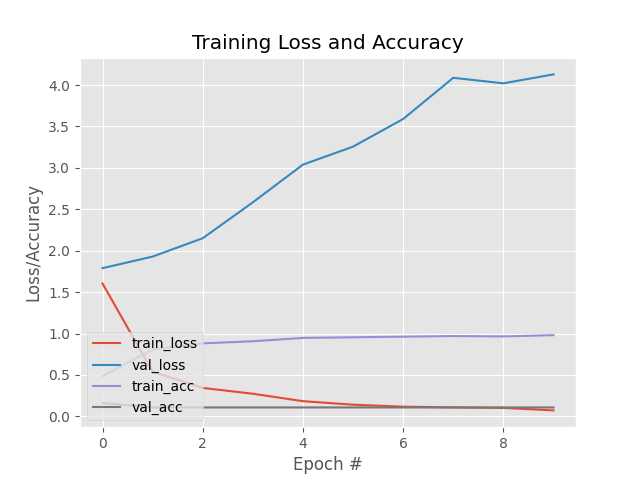 Training Loss and Accuracy
Loss/Accuracy
4.0
3.5
3.0
2.5
2.0
1.5
1.0
0.5
0.0
train_loss
val_loss
train_acc
val_acc
0 2 4 6 8
Epoch #